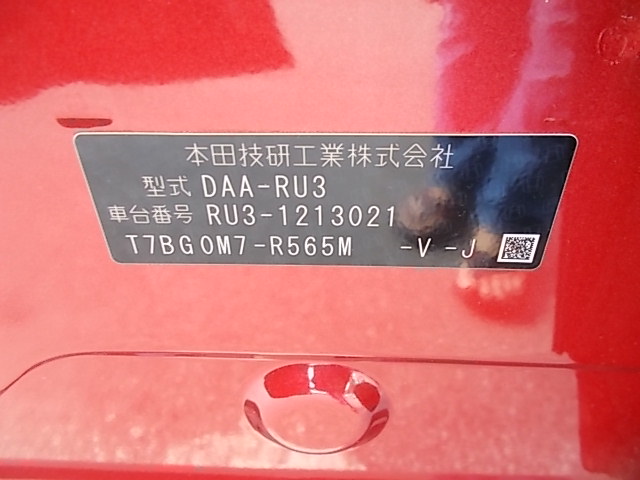 本田技研工業株式会社
型式 DAA-RU3
車台番号 RU3-1213021
T7BG0M7-R565M -V -J